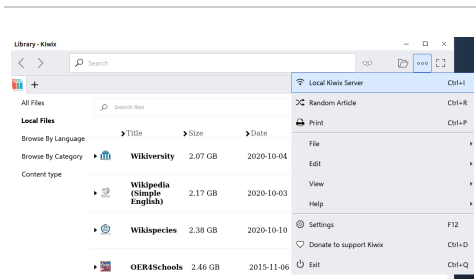 Library - Kiwix
Search
Local Kiwix Server Ctrl+I
Random Article Ctrl+R
Print Ctrl+P
File
Edit
View
Help
Settings F12
Donate to support Kiwix Ctrl+D
Exit Ctrl+Q
All Files
Local Files
Browse By Language
Browse By Category
Content type
Search files
Title Size Date
Wikiversity 2.07 GB 2020-10-04
Wikipedia
(Simple 2.17 GB 2020-10-03
English)
Wikispecies 2.38 GB 2020-10-10
OER4Schools 2.46 GB 2015-11-06